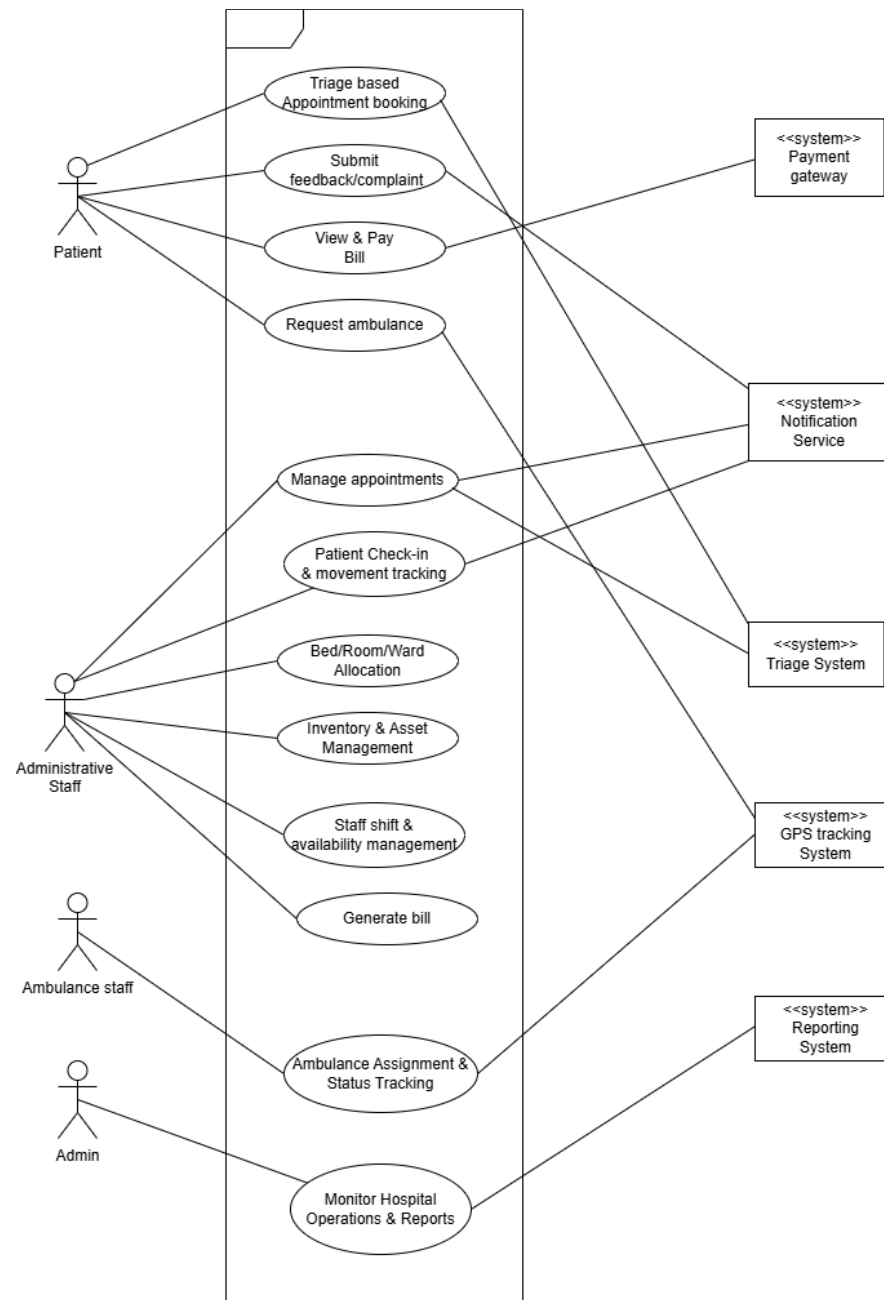 Triage based
Appointment booking
<<system>>
Payment
gateway
Submit
feedback/complaint
Patient
View & Pay
Bill
Request ambulance
<<system>>
Notification
Service
Manage appointments
Patient Check-in
& movement tracking
Bed/Room/Ward
Allocation
<<system>>
Triage System
Inventory & Asset
Management
Administrative
Staff
Staff shift &
availability management
<<system>>
GPS tracking
System
Generate bill
Ambulance staff
<<system>>
Reporting
System
Ambulance Assignment &
Status Tracking
Admin
Monitor Hospital
Operations & Reports